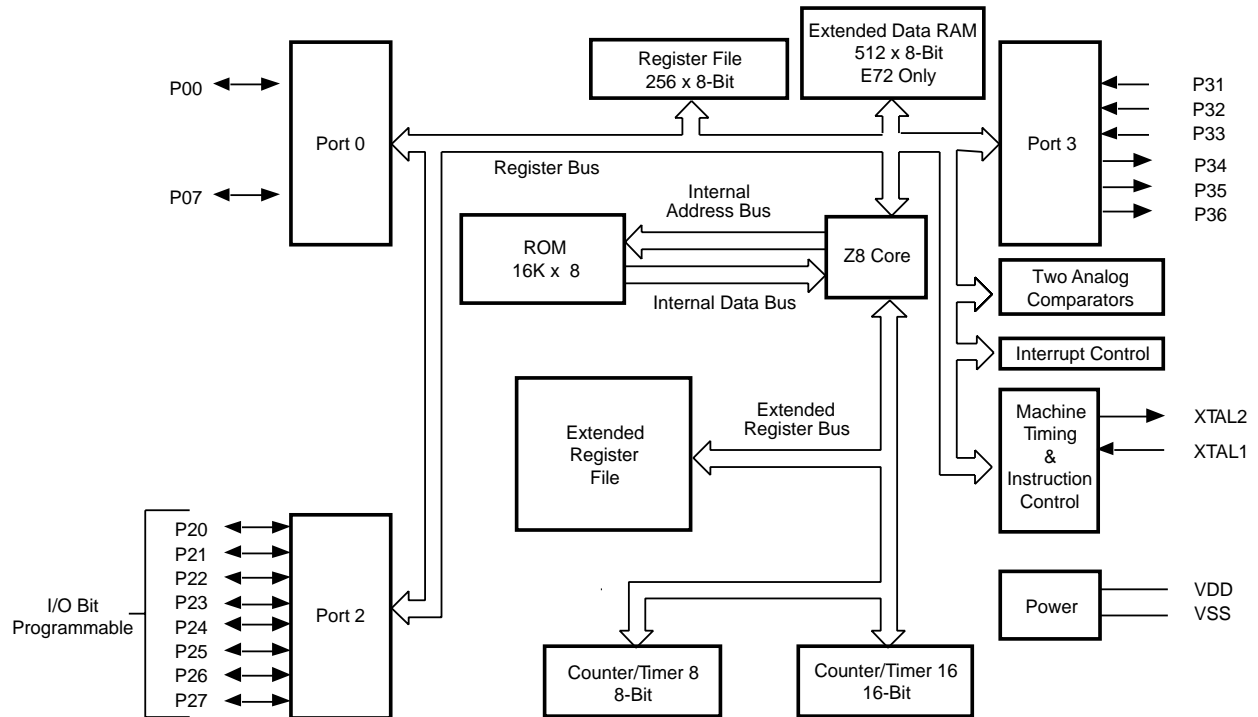 Extended Data RAM
512 x 8-Bit
E72 Only
Register File
256 x 8-Bit
P00
P07
Port 0
Register Bus
Port 3
P31
P32
P33
P34
P35
P36
Internal
Address Bus
ROM
16K x 8
Internal Data Bus
Z8 Core
Two Analog
Comparators
Interrupt Control
Machine
Timing
&
Instruction
Control
XTAL2
XTAL1
Extended
Register
File
Extended
Register Bus
I/O Bit
Programmable
P20
P21
P22
P23
P24
P25
P26
P27
Port 2
Power
VDD
VSS
Counter/Timer 8
8-Bit
Counter/Timer 16
16-Bit